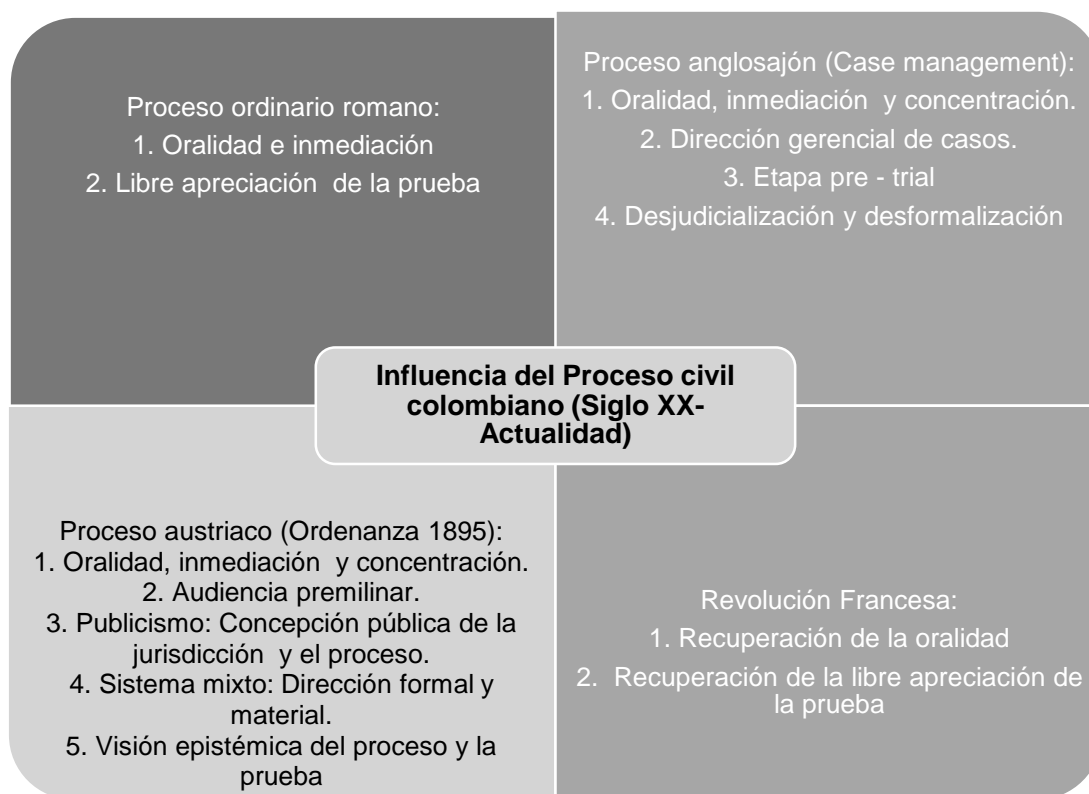 Proceso ordinario romano:
1. Oralidad e inmediación
2. Libre apreciación de la prueba
Proceso anglosajón (Case management):
1. Oralidad, inmediación y concentración.
2. Dirección gerencial de casos.
3. Etapa pre - trial
4. Desjudicialización y desformalización
Influencia del Proceso civil
colombiano (Siglo XX-
Actualidad)
Proceso austriaco (Ordenanza 1895):
1. Oralidad, inmediación y concentración.
2. Audiencia premilinar.
3. Publicismo: Concepción pública de la
jurisdicción y el proceso.
4. Sistema mixto: Dirección formal y
material.
5. Visión epistémica del proceso y la
prueba
Revolución Francesa:
1. Recuperación de la oralidad
2. Recuperación de la libre apreciación de
la prueba